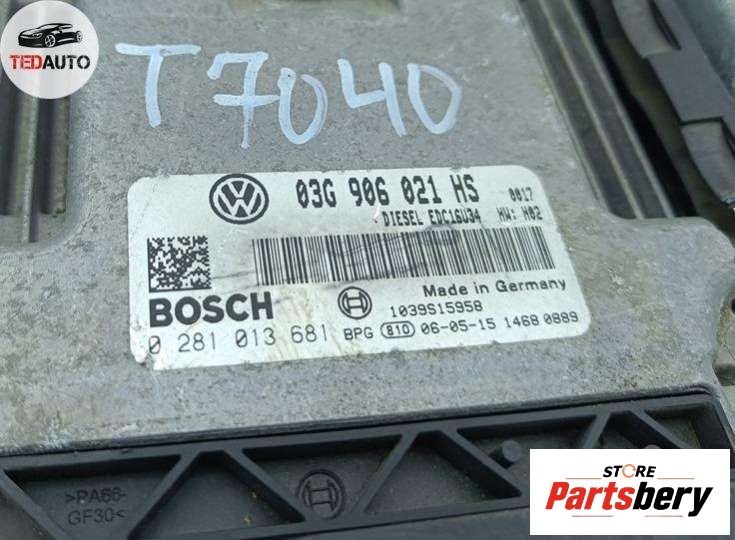 TEDAUTO
T7040
03G 906 021 HS 0017
DIESEL EDC16U34 HW: H02
BOSCH
Made in Germany
1039S15958
0 281 013 681 BPG 810 06-05-15 1468 0889
>PA66-
GF30<
STORE
Partsbery